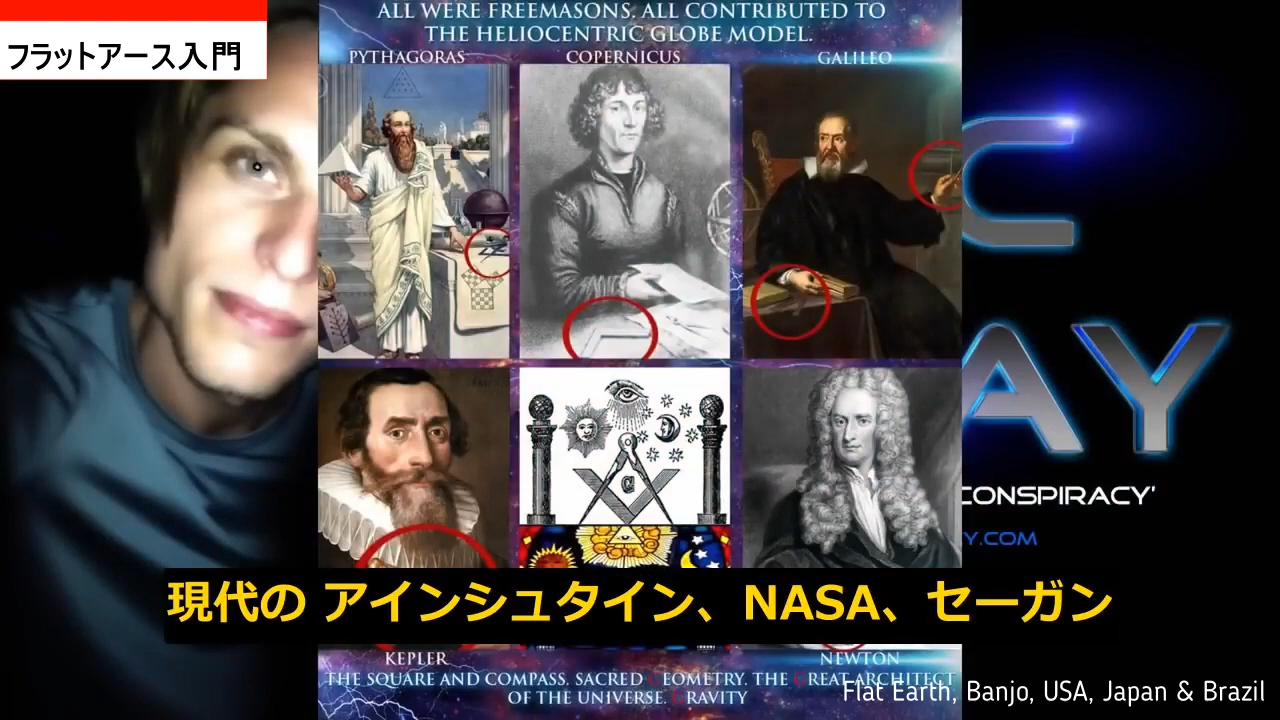 フラットアース入門
ALL WERE FREEMASONS. ALL CONTRIBUTED TO
THE HELIOCENTRIC GLOBE MODEL.
PYTHAGORAS
COPERNICUS
GALILEO
C
AY
CONSPIRACY'
Y.COM
G
現代の アインシュタイン、NASA、セーガン
KEPLER
NEWTON
THE SQUARE AND COMPASS. SACRED GEOMETRY. THE GREAT ARCHITECT
OF THE UNIVERSE. GRAVITY
Flat Earth, Banjo, USA, Japan & Brazil